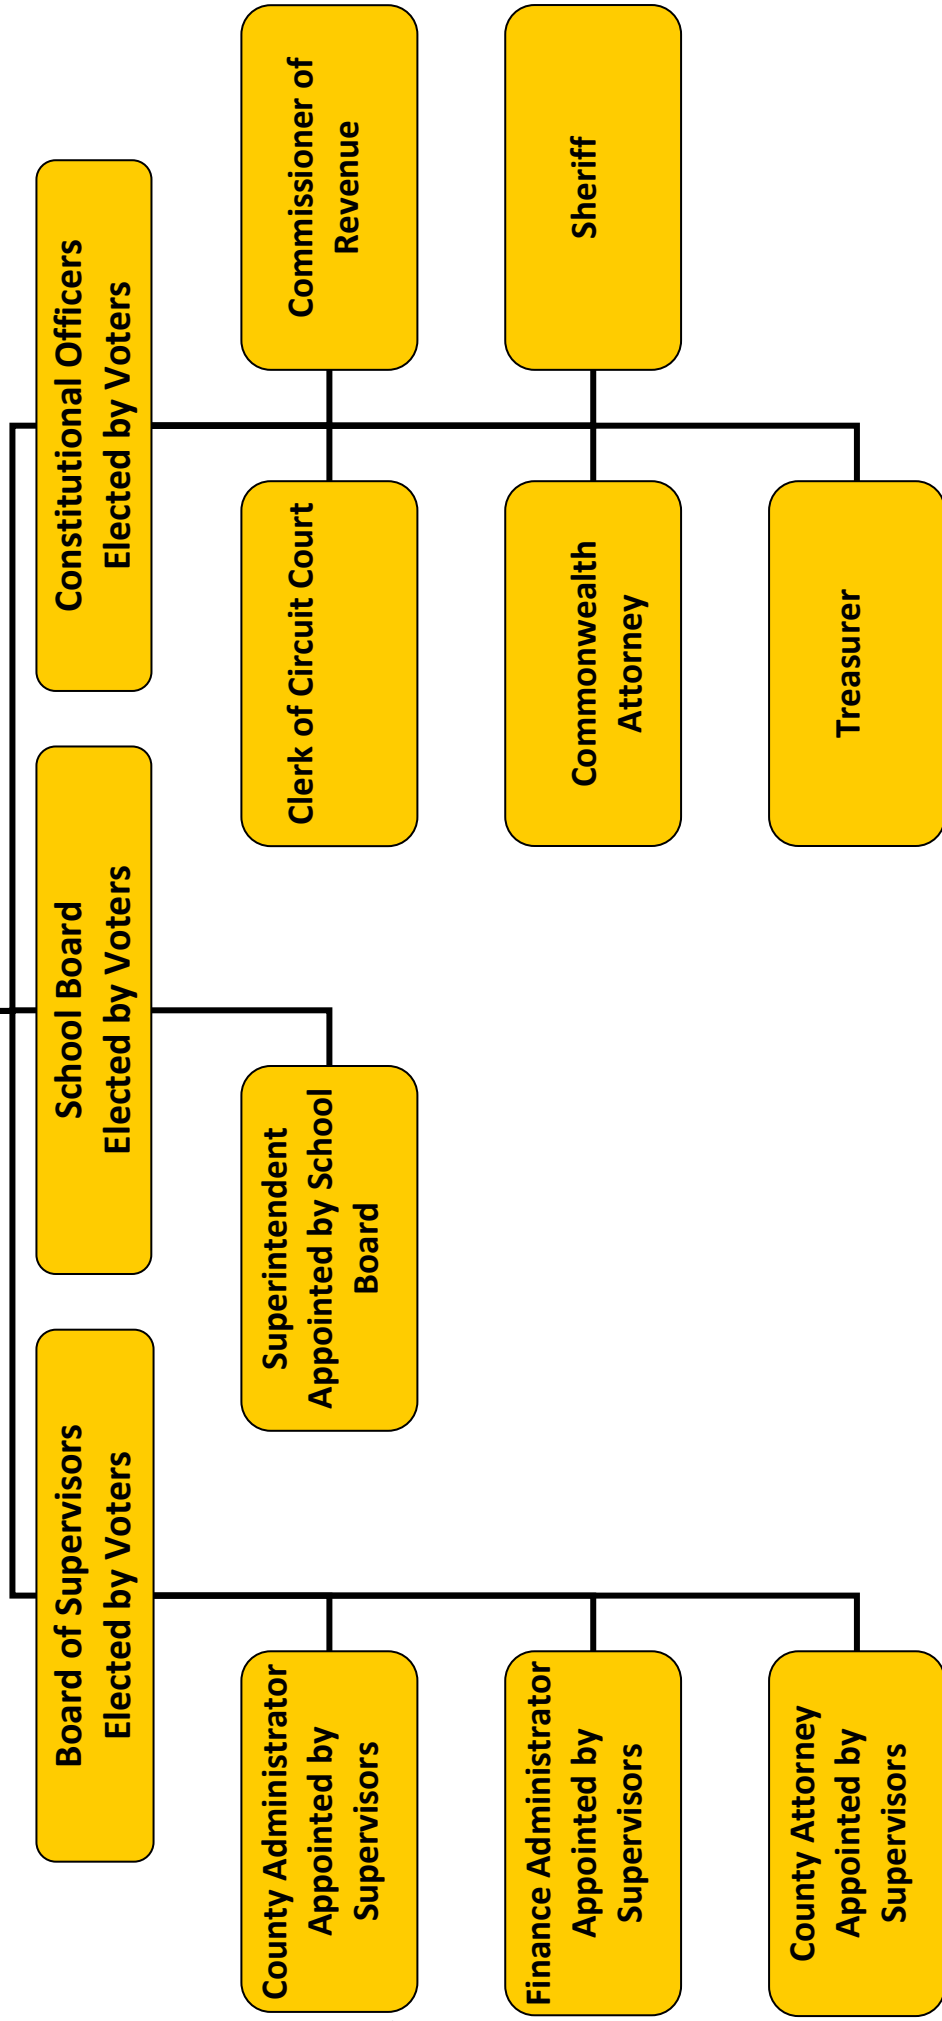 Board of Supervisors
Elected by Voters
School Board
Elected by Voters
Constitutional Officers
Elected by Voters
County Administrator
Appointed by
Supervisors
Superintendent
Appointed by School
Board
Clerk of Circuit Court
Commissioner of
Revenue
Finance Administrator
Appointed by
Supervisors
Commonwealth
Attorney
Sheriff
County Attorney
Appointed by
Supervisors
Treasurer